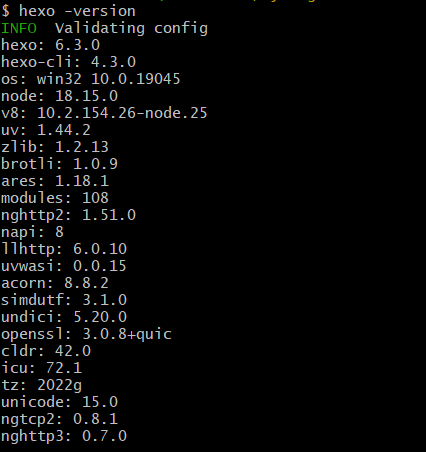 $ hexo -version
INFO  Validating config
hexo: 6.3.0
hexo-cli: 4.3.0
os: win32 10.0.19045
node: 18.15.0
v8: 10.2.154.26-node.25
uv: 1.44.2
zlib: 1.2.13
brotli: 1.0.9
ares: 1.18.1
modules: 108
nghttp2: 1.51.0
napi: 8
llhttp: 6.0.10
uvwasi: 0.0.15
acorn: 8.8.2
simdutf: 3.1.0
undici: 5.20.0
openssl: 3.0.8+quic
cldr: 42.0
icu: 72.1
tz: 2022g
unicode: 15.0
ngtcp2: 0.8.1
nghttp3: 0.7.0